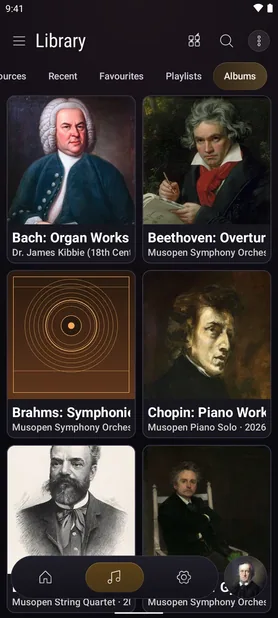 9:41
Library
ources Recent Favourites Playlists Albums
Bach: Organ Works
Dr. James Kibbie (18th Cent
Beethoven: Overtur
Musopen Symphony Orches
Brahms: Symphonie
Musopen Symphony Orches
Chopin: Piano Work
Musopen Piano Solo · 2026
Musopen String Quartet · 20
Musopen Symphony Orches